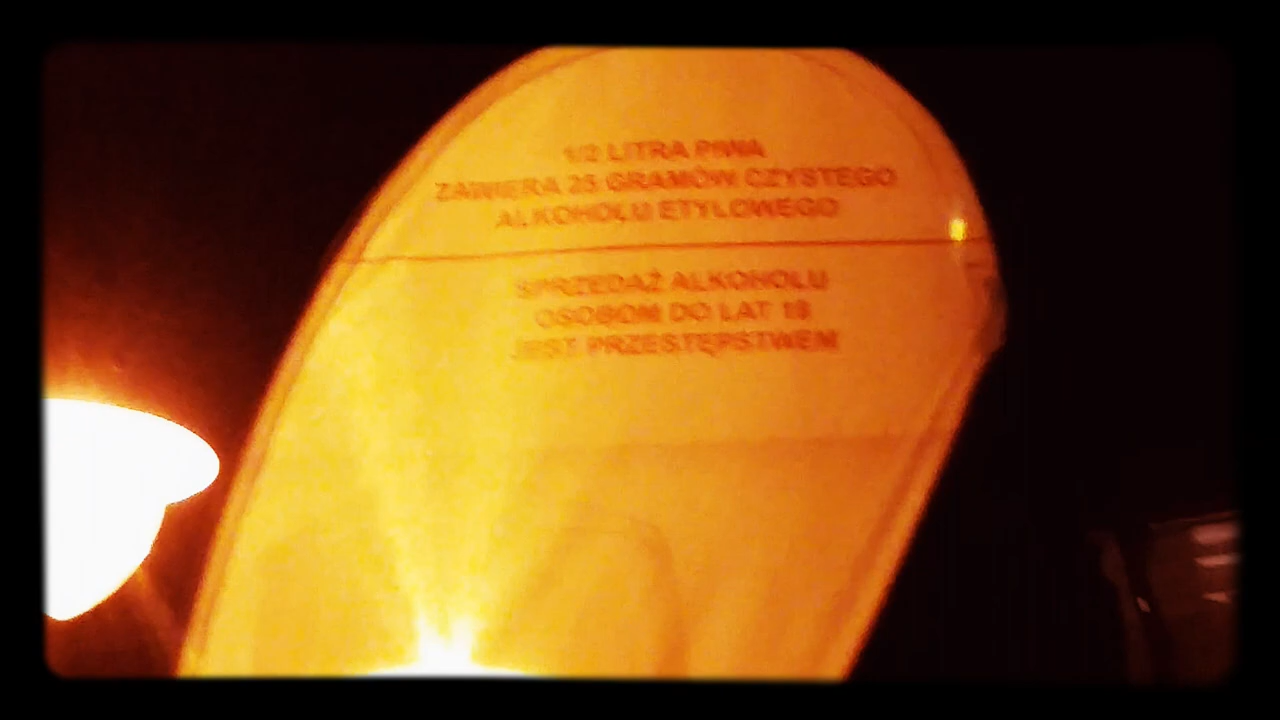 1/2 LITRA PIWA
ZAWIERA 25 GRAMÓW CZYSTEGO
ALKOHOLU ETYLOWEGO
SPRZEDAŻ ALKOHOLU
OSOBOM DO LAT 18
JEST PRZESTĘPSTWEM